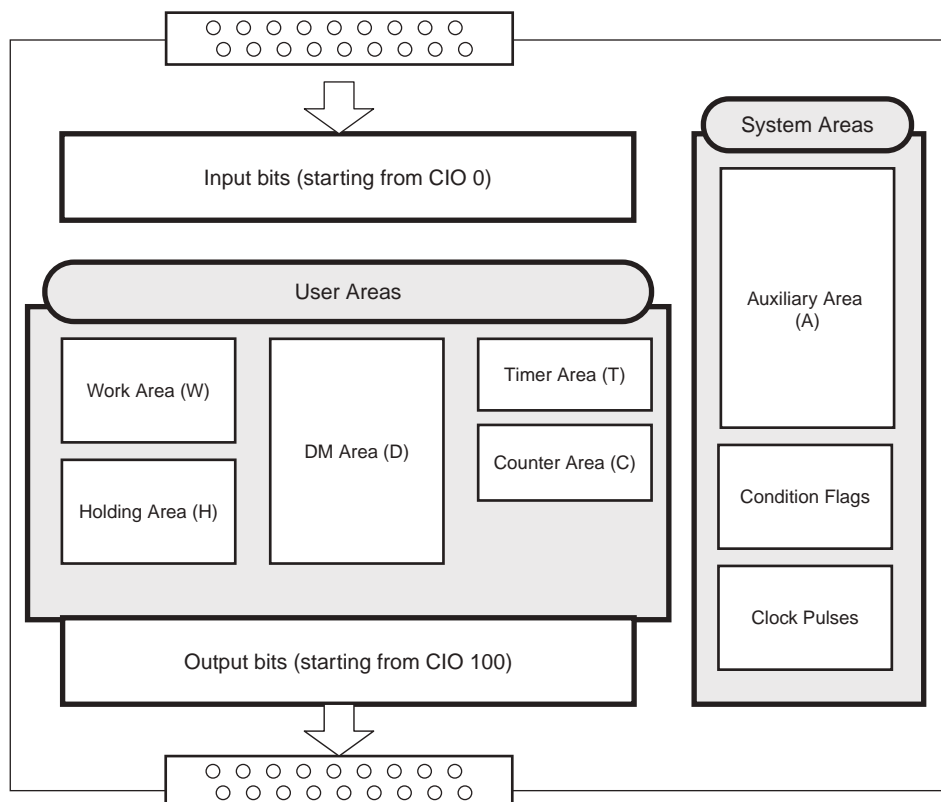 System Areas
Input bits (starting from CIO 0)
User Areas
Auxiliary Area
(A)
Work Area (W)
DM Area (D)
Timer Area (T)
Counter Area (C)
Holding Area (H)
Condition Flags
Clock Pulses
Output bits (starting from CIO 100)